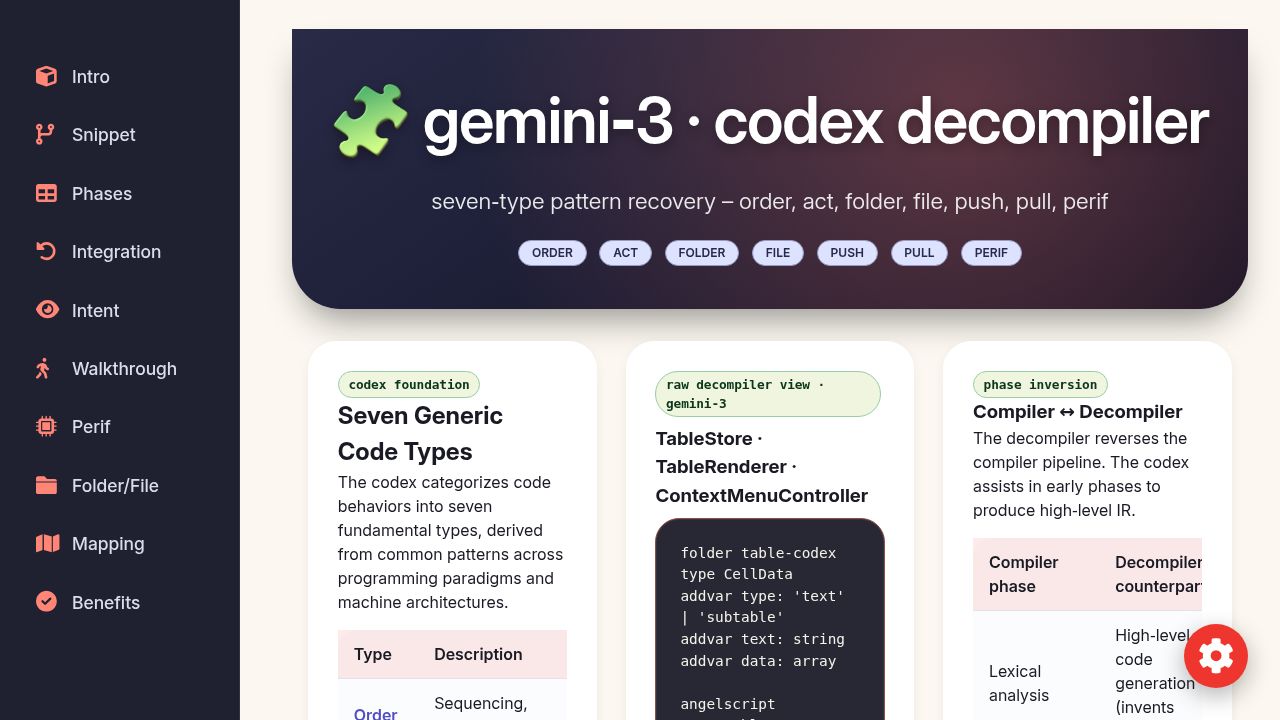 Intro
Snippet
Phases
Integration
Intent
Walkthrough
Perif
Folder/File
Mapping
Benefits
gemini-3 · codex decompiler
seven-type pattern recovery – order, act, folder, file, push, pull, perif
ORDER ACT FOLDER FILE PUSH PULL PERIF
codex foundation
Seven Generic
Code Types
The codex categorizes code
behaviors into seven
fundamental types, derived
from common patterns across
programming paradigms and
machine architectures.
Type Description
Sequencing,
Order
raw decompiler view ·
gemini-3
TableStore ·
TableRenderer ·
ContextMenuController
folder table-codex
type CellData
addvar type: 'text'
| 'subtable'
addvar text: string
addvar data: array
angelscript
phase inversion
Compiler ↔ Decompiler
The decompiler reverses the
compiler pipeline. The codex
assists in early phases to
produce high-level IR.
Compiler
phase
Decompiler
counterpart
Lexical
analysis
High-level
code
generation
(invents